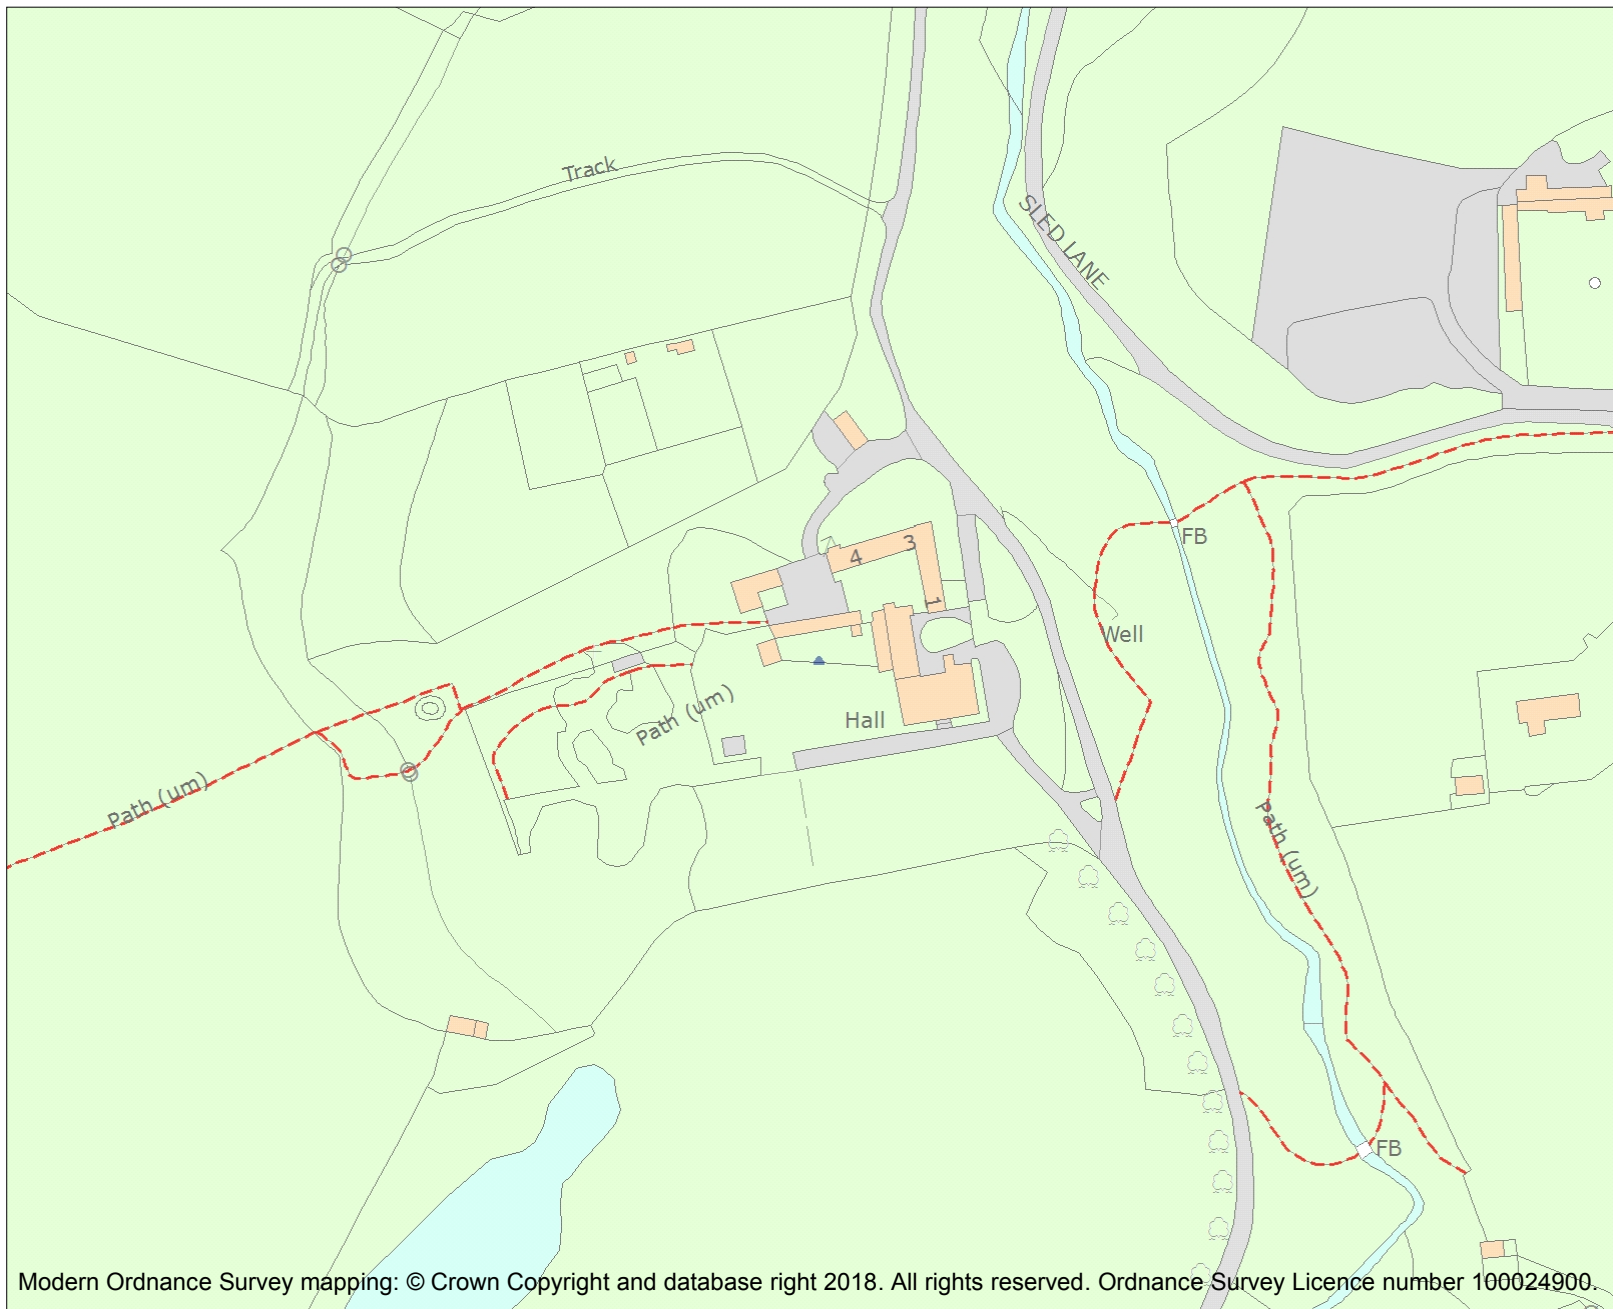 Track
SLED LANE
FB
4
3
1
Well
Path (um)
Hall
Path (um)
Path (um)
FB
Modern Ordnance Survey mapping: © Crown Copyright and database right 2018. All rights reserved. Ordnance Survey Licence number 100024900.